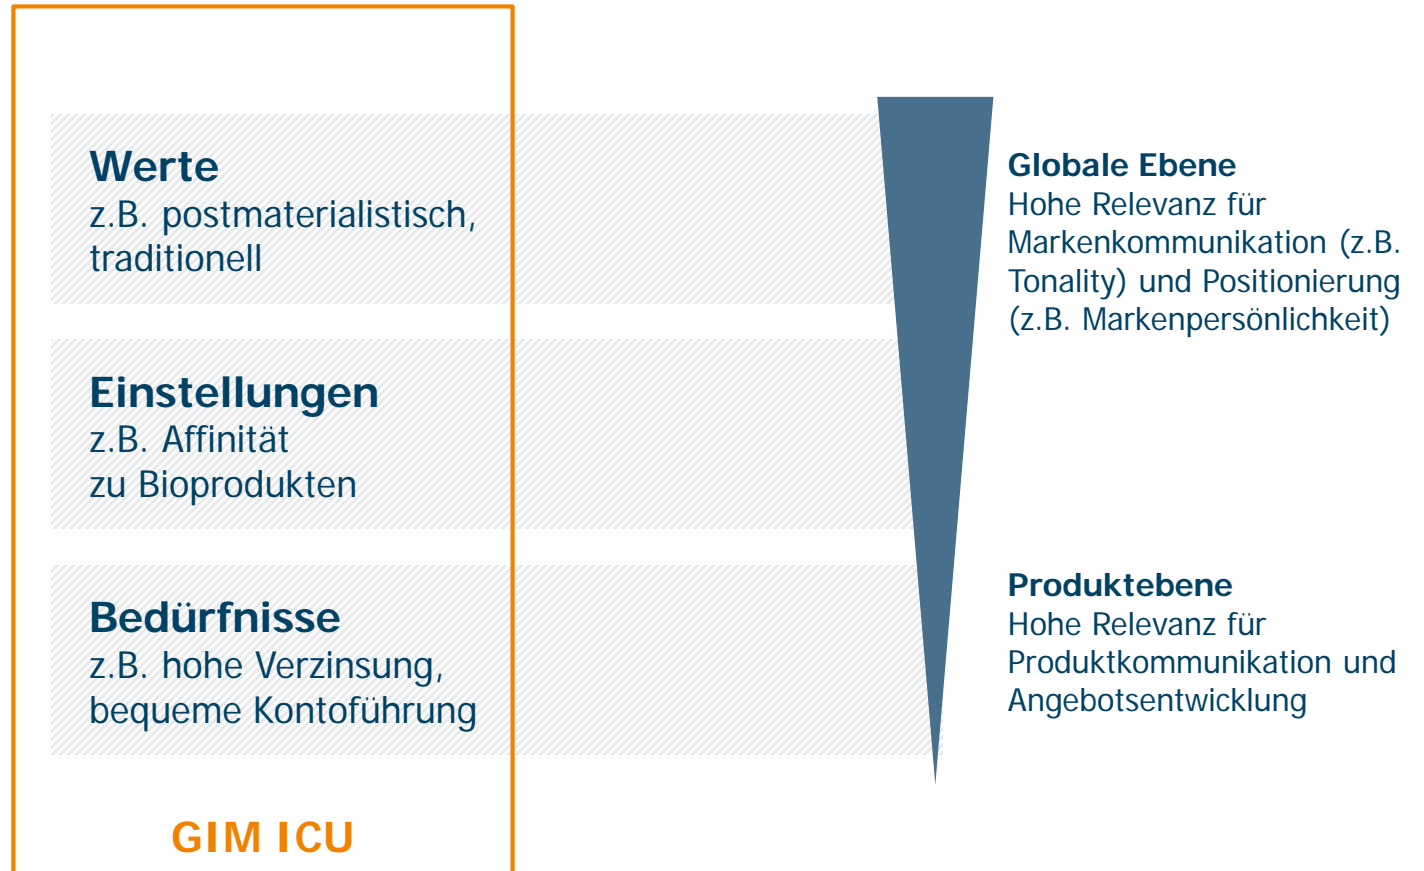 Werte
z.B. postmaterialistisch,
traditionell
Globale Ebene
Hohe Relevanz für
Markenkommunikation (z.B.
Tonality) und Positionierung
(z.B. Markenpersönlichkeit)
Einstellungen
z.B. Affinität
zu Bioprodukten
Bedürfnisse
z.B. hohe Verzinsung,
bequeme Kontoführung
Produktebene
Hohe Relevanz für
Produktkommunikation und
Angebotsentwicklung
GIM ICU